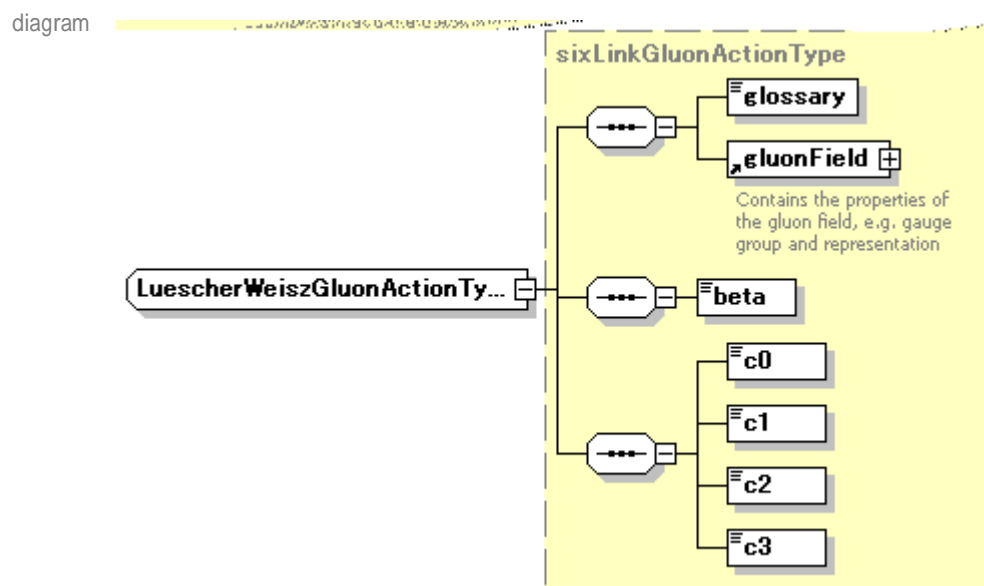 diagram
sixLinkGluonActionType
glossary
gluonField
Contains the properties of
the gluon field, e.g. gauge
group and representation
LuescherWeiszGluonActionTy...
beta
c0
c1
c2
c3